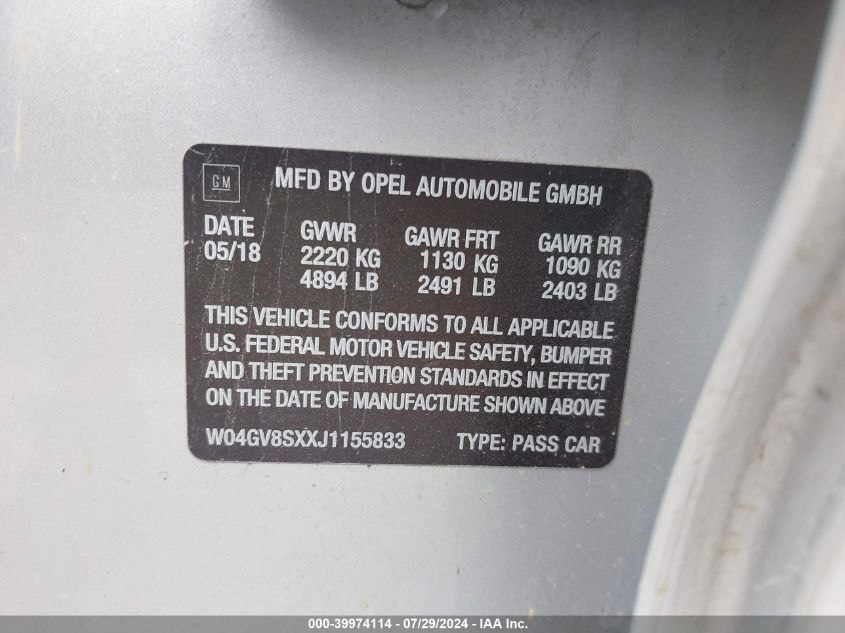 GM
MFD BY OPEL AUTOMOBILE GMBH
DATE GVWR GAWR FRT GAWR RR
05/18 2220 KG 1130 KG 1090 KG
4894 LB 2491 LB 2403 LB
THIS VEHICLE CONFORMS TO ALL APPLICABLE
U.S. FEDERAL MOTOR VEHICLE SAFETY, BUMPER
AND THEFT PREVENTION STANDARDS IN EFFECT
ON THE DATE OF MANUFACTURE SHOWN ABOVE
W04GV8SXXJ1155833 TYPE: PASS CAR
000-39974114 / 07/29/2024 - IAA Inc.